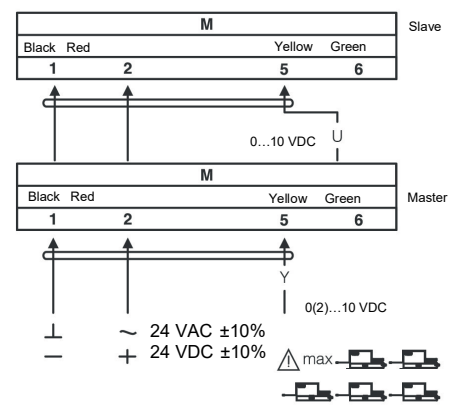 M
Slave
Black Red Yellow Green
1 2 5 6
0...10 VDC U
M
Black Red Yellow Green
Master
1 2 5 6
Y
0(2)...10 VDC
⊥ ~ 24 VAC ±10%
− + 24 VDC ±10%
⚠ max